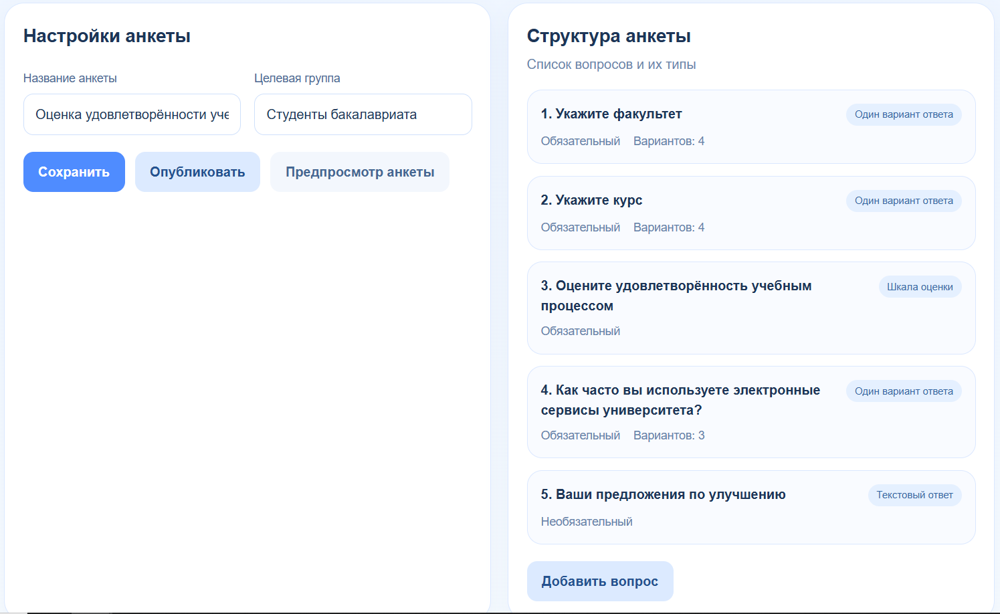 Настройки анкеты
Название анкеты
Целевая группа
Оценка удовлетворённости уче
Студенты бакалавриата
Сохранить
Опубликовать
Предпросмотр анкеты
Структура анкеты
Список вопросов и их типы
1. Укажите факультет
Один вариант ответа
Обязательный Вариантов: 4
2. Укажите курс
Один вариант ответа
Обязательный Вариантов: 4
3. Оцените удовлетворённость учебным
процессом
Шкала оценки
Обязательный
4. Как часто вы используете электронные
сервисы университета?
Один вариант ответа
Обязательный Вариантов: 3
5. Ваши предложения по улучшению
Текстовый ответ
Необязательный
Добавить вопрос